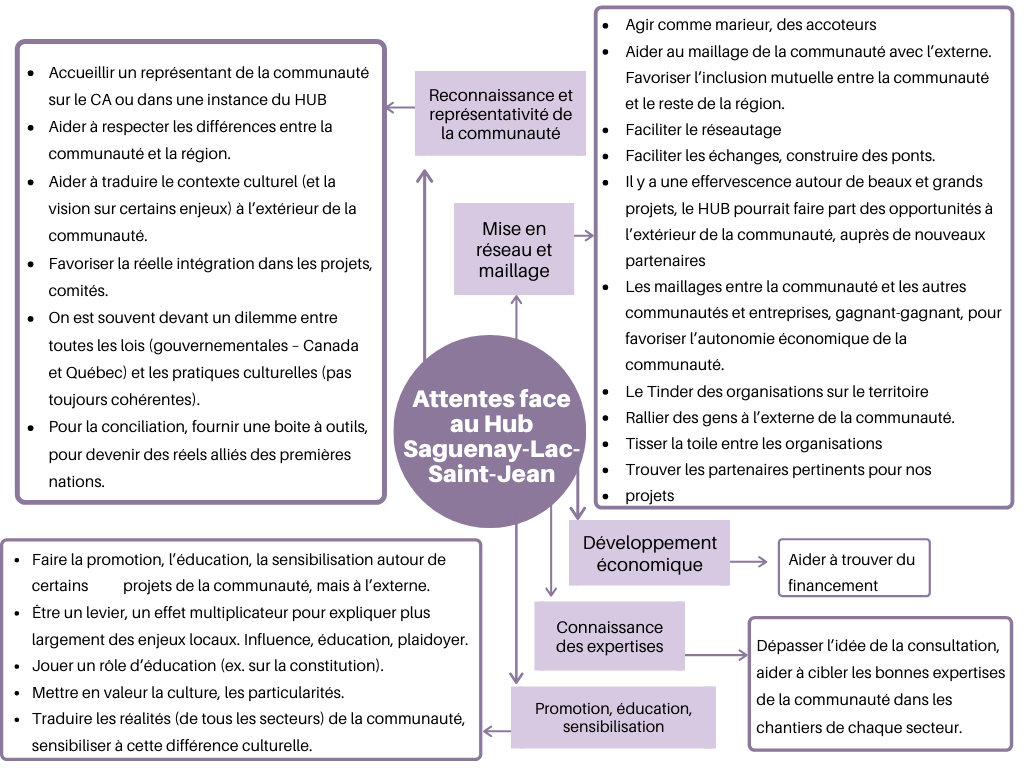 Attentes face
au Hub
Saguenay-Lac-
Saint-Jean
Reconnaissance et
représentativité de
la communauté
• Accueillir un représentant de la communauté
sur le CA ou dans une instance du HUB
• Aider à respecter les différences entre la
communauté et la région.
• Aider à traduire le contexte culturel (et la
vision sur certains enjeux) à l’extérieur de la
communauté.
• Favoriser la réelle intégration dans les projets,
comités.
• On est souvent devant un dilemme entre
toutes les lois (gouvernementales – Canada
et Québec) et les pratiques culturelles (pas
toujours cohérentes).
• Pour la conciliation, fournir une boite à outils,
pour devenir des réels alliés des premières
nations.
Mise en
réseau et
maillage
• Agir comme marieur, des accoteurs
• Aider au maillage de la communauté avec l’externe.
Favoriser l’inclusion mutuelle entre la communauté
et le reste de la région.
• Faciliter le réseautage
• Faciliter les échanges, construire des ponts.
• Il y a une effervescence autour de beaux et grands
projets, le HUB pourrait faire part des opportunités à
l’extérieur de la communauté, auprès de nouveaux
partenaires
• Les maillages entre la communauté et les autres
communautés et entreprises, gagnant-gagnant, pour
favoriser l’autonomie économique de la
communauté.
• Le Tinder des organisations sur le territoire
• Rallier des gens à l’externe de la communauté.
• Tisser la toile entre les organisations
• Trouver les partenaires pertinents pour nos
• projets
Développement
économique
Aider à trouver du
financement
Connaissance
des expertises
Dépasser l’idée de la consultation,
aider à cibler les bonnes expertises
de la communauté dans les
chantiers de chaque secteur.
Promotion, éducation,
sensibilisation
• Faire la promotion, l’éducation, la sensibilisation autour de
certains projets de la communauté, mais à l’externe.
• Être un levier, un effet multiplicateur pour expliquer plus
largement des enjeux locaux. Influence, éducation, plaidoyer.
• Jouer un rôle d’éducation (ex. sur la constitution).
• Mettre en valeur la culture, les particularités.
• Traduire les réalités (de tous les secteurs) de la communauté,
sensibiliser à cette différence culturelle.